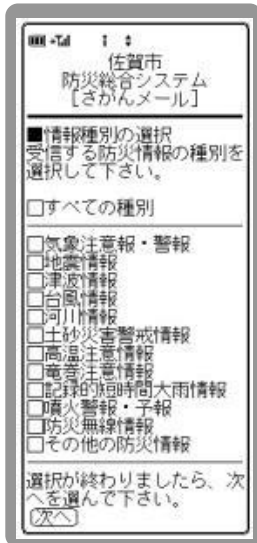 佐賀市
防災総合システム
[さがんメール]
■情報種別の選択
受信する防災情報の種別を
選択して下さい。
□すべての種別
□気象注意報・警報
□地震情報
□津波情報
□台風情報
□河川情報
□土砂災害警戒情報
□高温注意情報
□竜巻注意情報
□記録的短時間大雨情報
□噴火警報・予報
□防災無線情報
□その他の防災情報
選択が終わりましたら、次
へを選んで下さい。
次へ